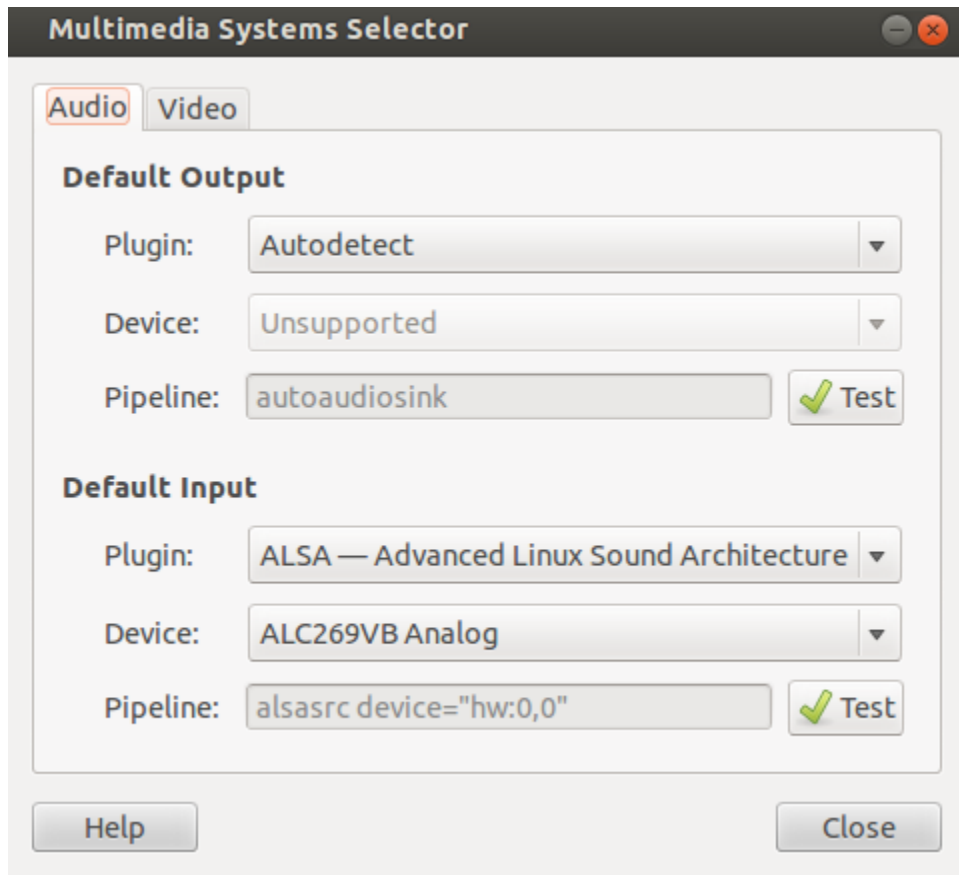 Multimedia Systems Selector
Audio Video
Default Output
Plugin: Autodetect
Device: Unsupported
Pipeline: autoaudiosink Test
Default Input
Plugin: ALSA — Advanced Linux Sound Architecture
Device: ALC269VB Analog
Pipeline: alsasrc device="hw:0,0" Test
Help Close